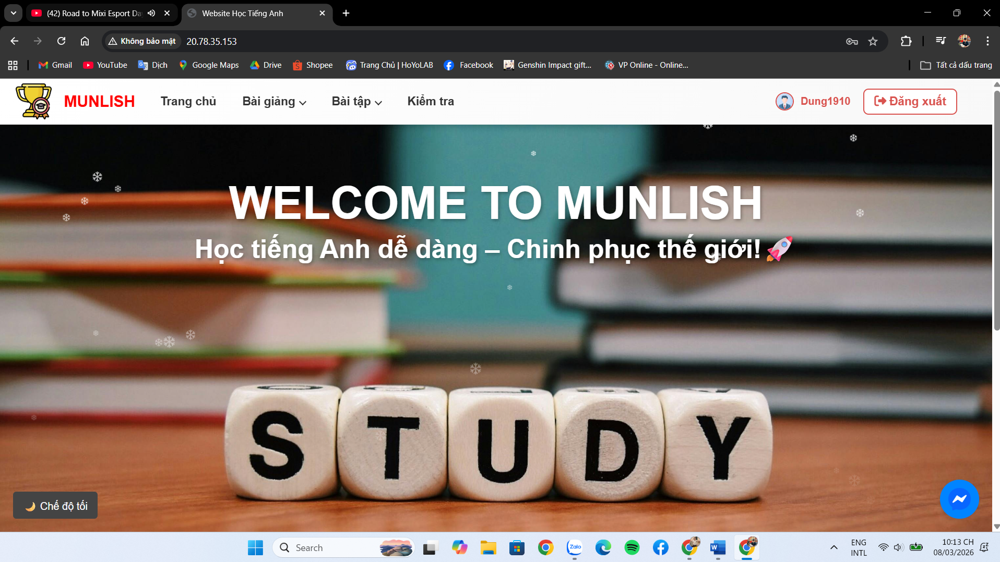 (42) Road to Mixi Esport Da
Website Học Tiếng Anh
Không bảo mật
20.78.35.153
Gmail
YouTube
Dịch
Google Maps
Drive
Shopee
Trang Chủ | HoYoLAB
Facebook
Genshin Impact gift...
VP Online - Online...
Tất cả dấu trang
MUNLISH
Trang chủ
Bài giảng
Bài tập
Kiểm tra
Dung1910
Đăng xuất
WELCOME TO MUNLISH
Học tiếng Anh dễ dàng – Chinh phục thế giới! 🚀
STUDY
🌙 Chế độ tối
Search
Zalo
ENG
INTL
10:13 CH
08/03/2026